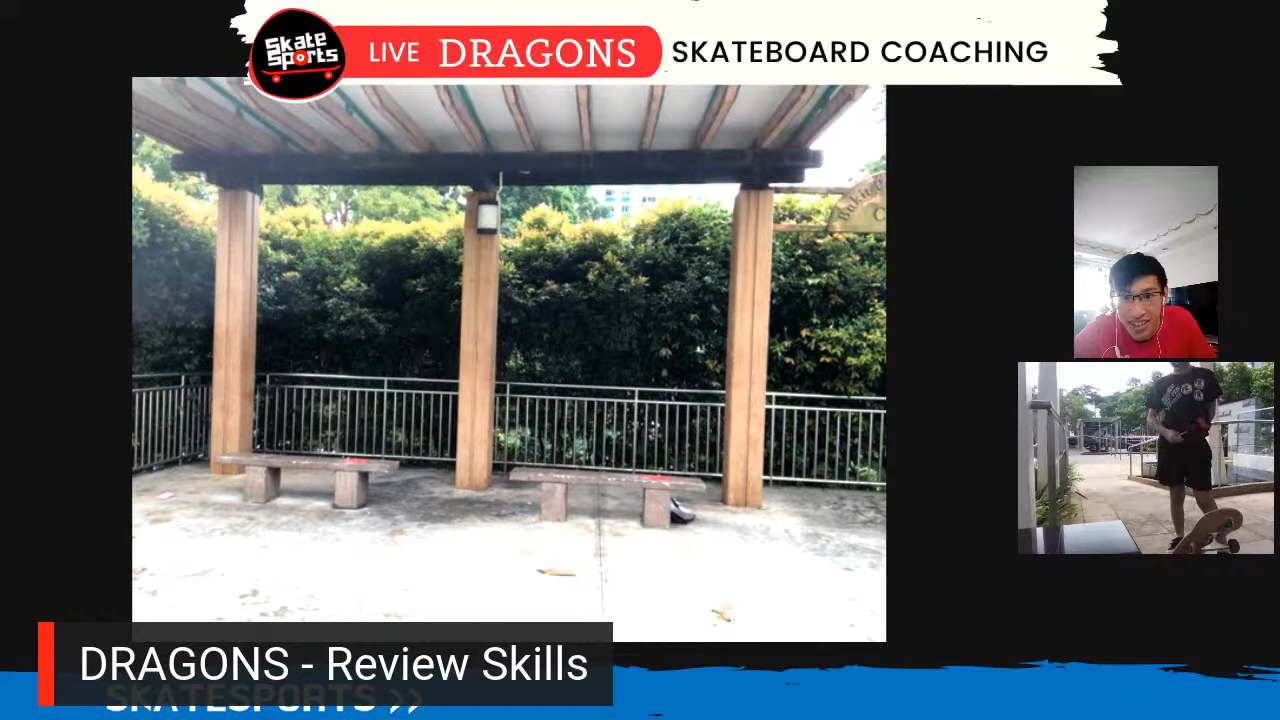 Skate
Sports
LIVE DRAGONS SKATEBOARD COACHING
DRAGONS - Review Skills
SKATESPORTS >>